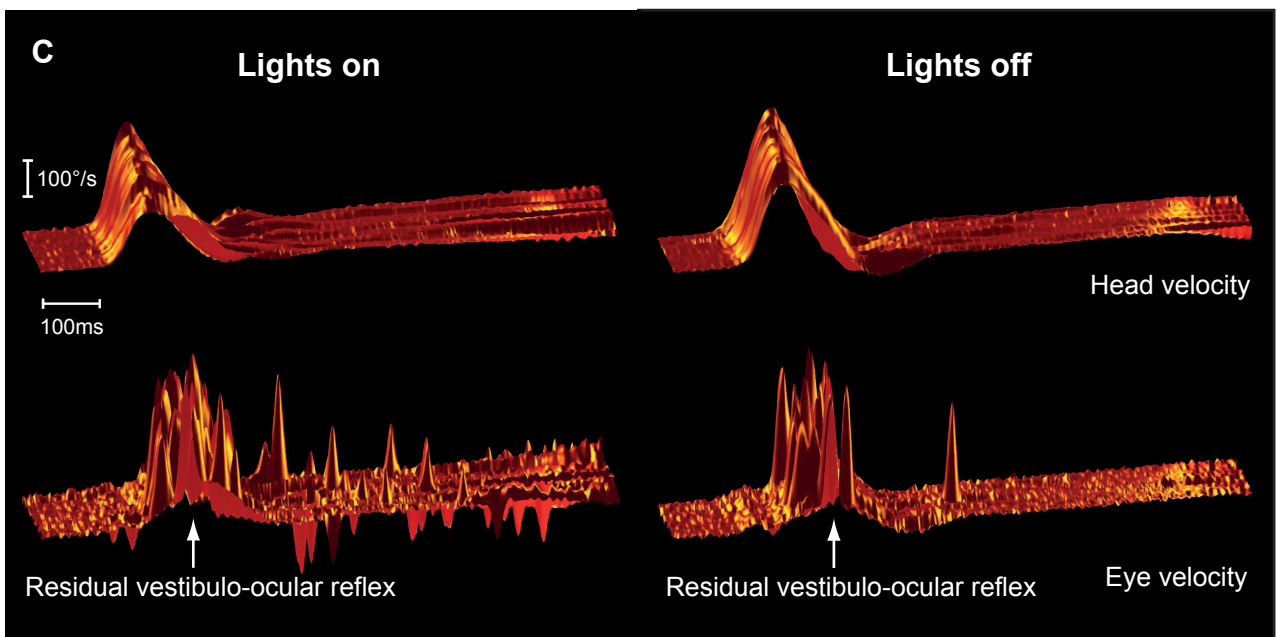 C
Lights on
Lights off
100°/s
Head velocity
100ms
Residual vestibulo-ocular reflex
Residual vestibulo-ocular reflex
Eye velocity